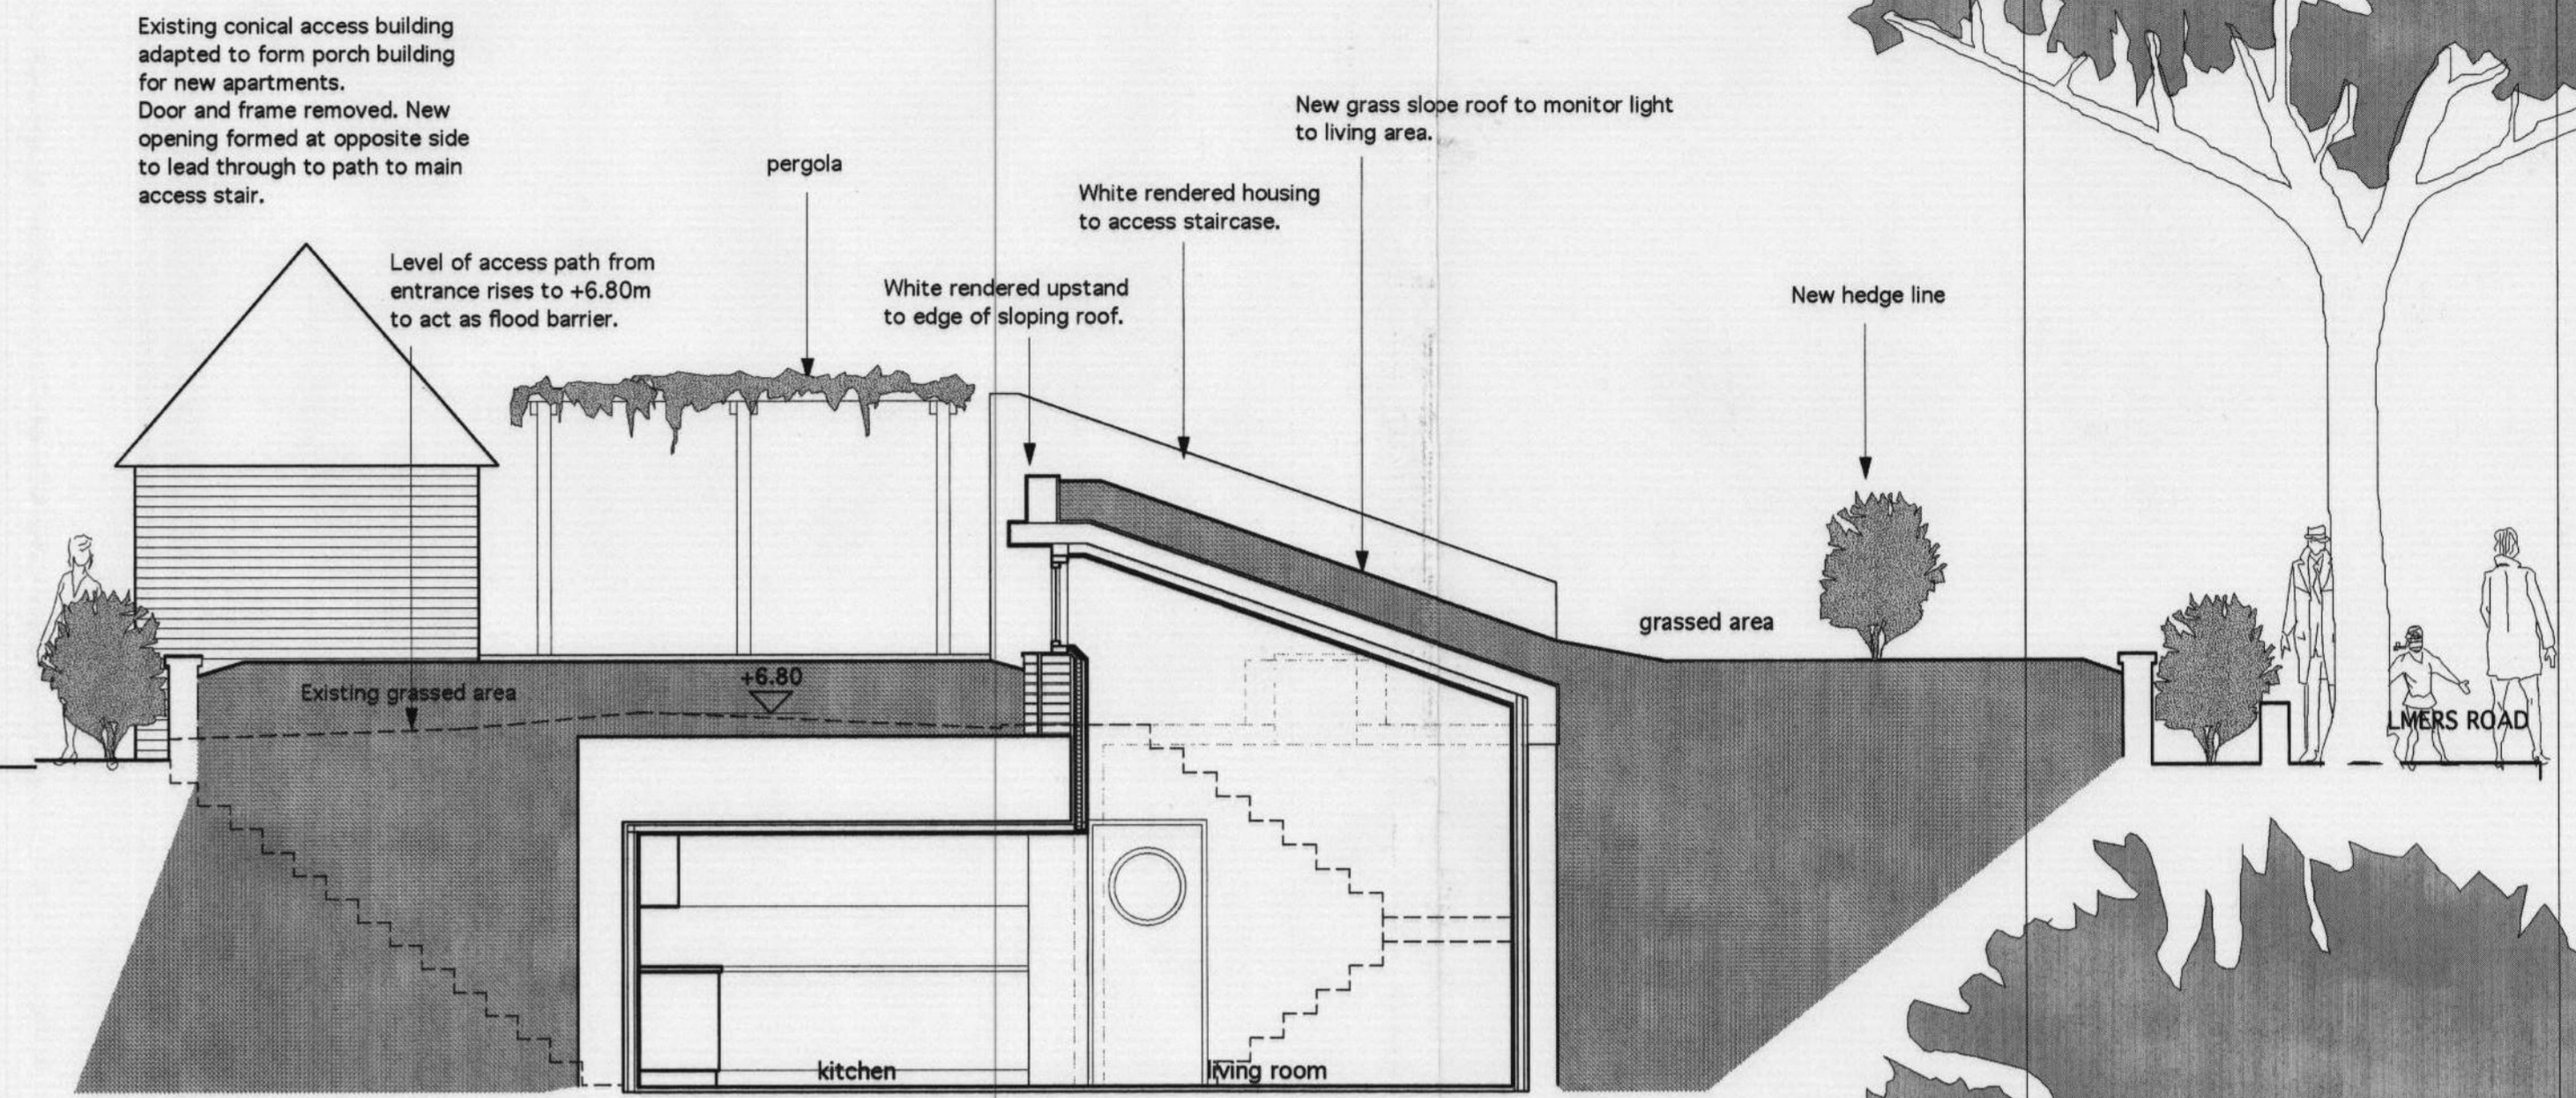 Existing conical access building
adapted to form porch building
for new apartments.
Door and frame removed. New
opening formed at opposite side
to lead through to path to main
access stair.
Level of access path from
entrance rises to +6.80m
to act as flood barrier.
pergola
White rendered upstand
to edge of sloping roof.
White rendered housing
to access staircase.
New grass slope roof to monitor light
to living area.
New hedge line
grassed area
Existing grassed area
+6.80
LMERS ROAD
kitchen
living room